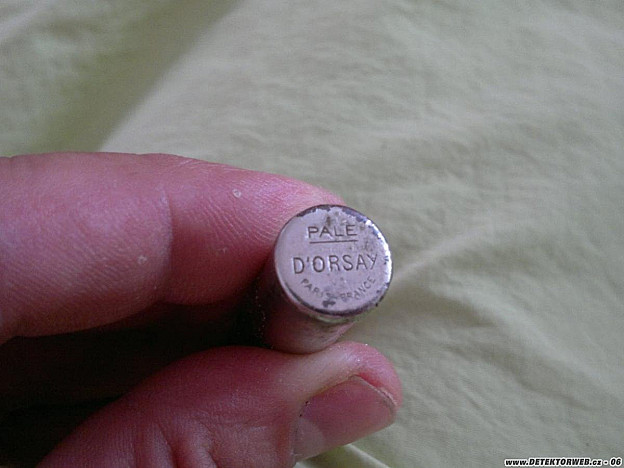 PALE
D'ORSAY
PARIS-FRANCE
www.DETEKTORWEB.cz - 06